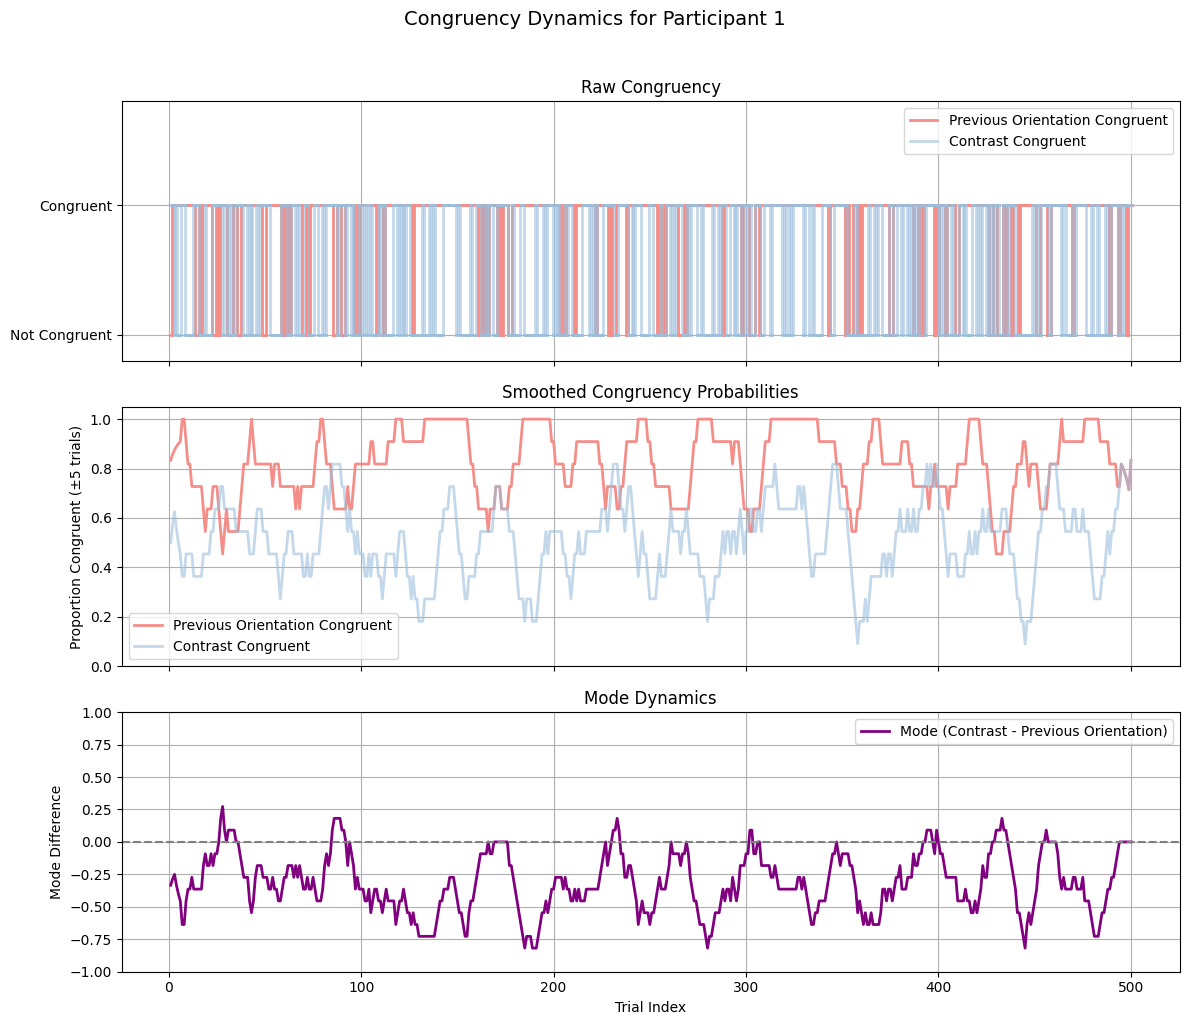 Congruency Dynamics for Participant 1
Raw Congruency
Previous Orientation Congruent
Contrast Congruent
Congruent
Not Congruent
Smoothed Congruency Probabilities
Proportion Congruent (±5 trials)
1.0
0.8
0.6
0.4
0.2
0.0
Previous Orientation Congruent
Contrast Congruent
Mode Dynamics
Mode Difference
1.00
0.75
0.50
0.25
0.00
−0.25
−0.50
−0.75
−1.00
Mode (Contrast - Previous Orientation)
0 100 200 300 400 500
Trial Index